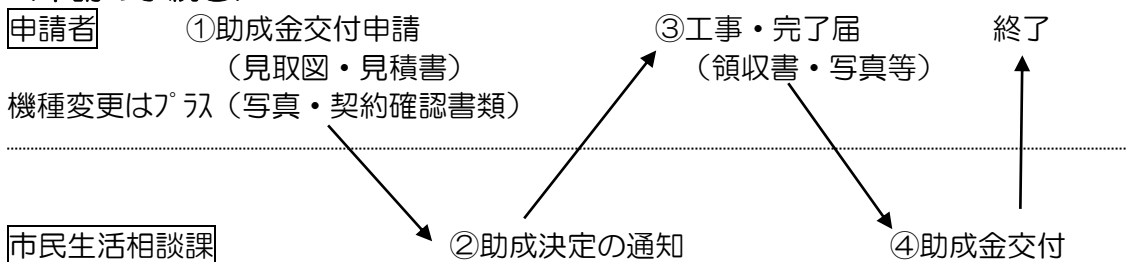 申請者 ①助成金交付申請 ③工事・完了届 終了
（見取図・見積書） （領収書・写真等）
機種変更はﾌﾟﾗｽ（写真・契約確認書類）
市民生活相談課 ②助成決定の通知 ④助成金交付